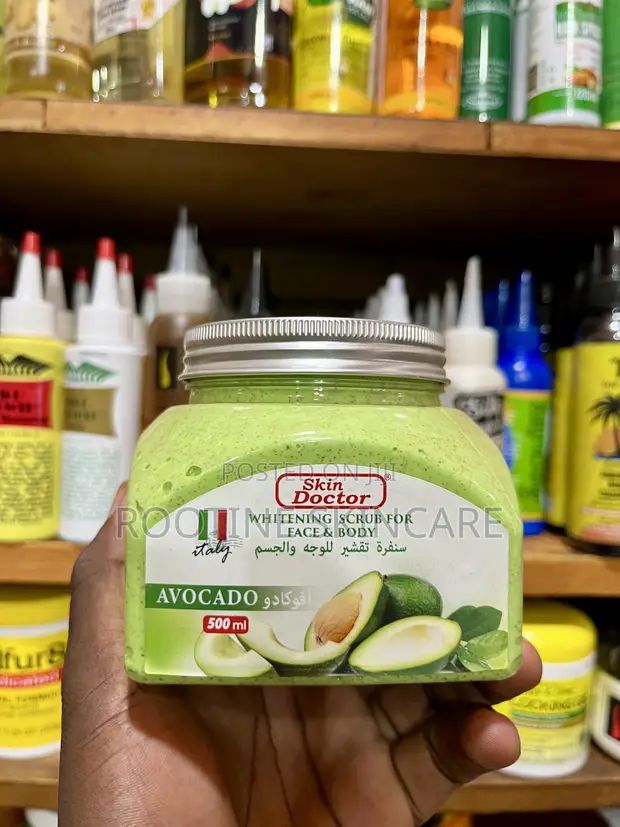 POSTED ON JIJI
ROOTINE SKINCARE
Skin
Doctor
®
WHITENING SCRUB FOR
FACE & BODY
سنفرة تقشير للوجه والجسم
italy
AVOCADO أفوكادو
500 ml